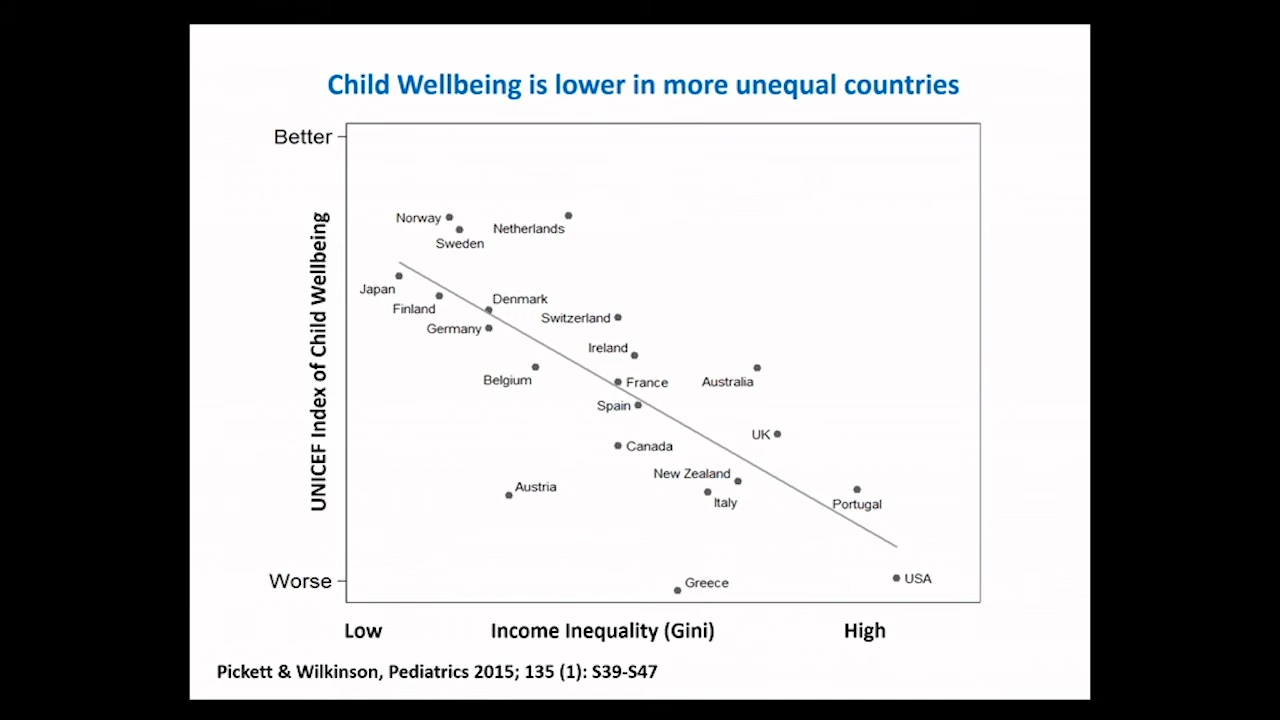 Child Wellbeing is lower in more unequal countries
Better
Norway
Netherlands
Sweden
Japan
Denmark
Finland
Switzerland
Germany
Ireland
Belgium
France
Australia
Spain
UK
Canada
New Zealand
Austria
Italy
Portugal
Worse
Greece
USA
UNICEF Index of Child Wellbeing
Low
Income Inequality (Gini)
High
Pickett & Wilkinson, Pediatrics 2015; 135 (1): S39-S47